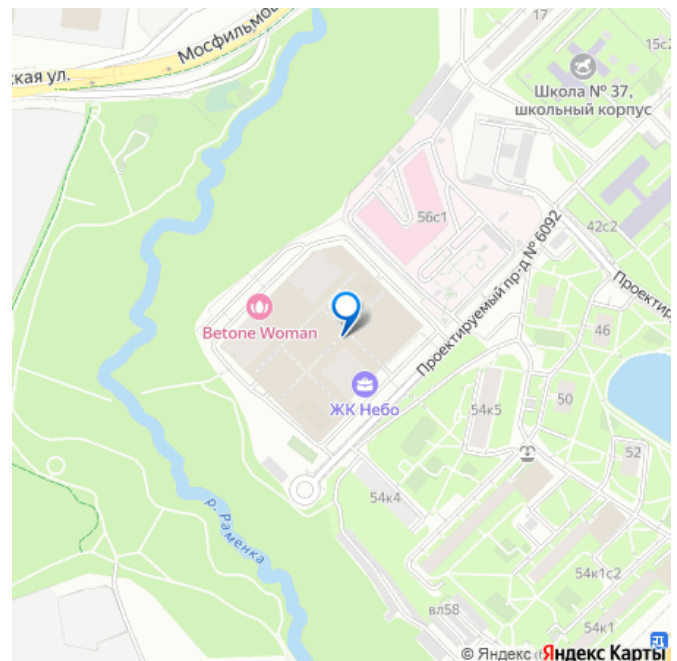 Мосфильмов
ская ул.
17
15с2
Школа № 37,
школьный корпус
56с1
42с2
Проектируемый пр-д № 6092
Проектир
Betone Woman
ЖК Небо
46
50
54к5
52
54к4
р. Раменка
54к1с2
вл58
54к1
© Яндекс
Яндекс Карты